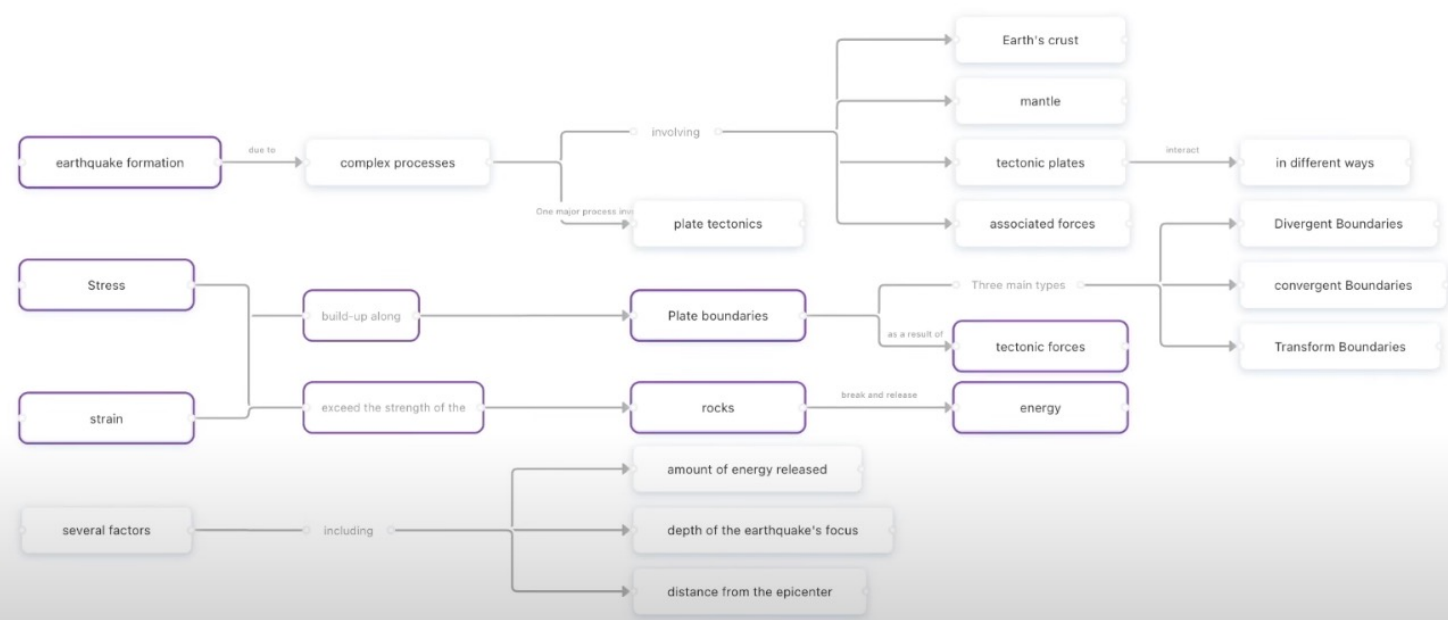 Earth's crust
mantle
involving
earthquake formation
due to
complex processes
tectonic plates
interact
in different ways
One major process
plate tectonics
associated forces
Divergent Boundaries
Stress
build-up along
Plate boundaries
Three main types
convergent Boundaries
as a result of
tectonic forces
Transform Boundaries
strain
exceed the strength of the
rocks
break and release
energy
amount of energy released
several factors
including
depth of the earthquake's focus
distance from the epicenter